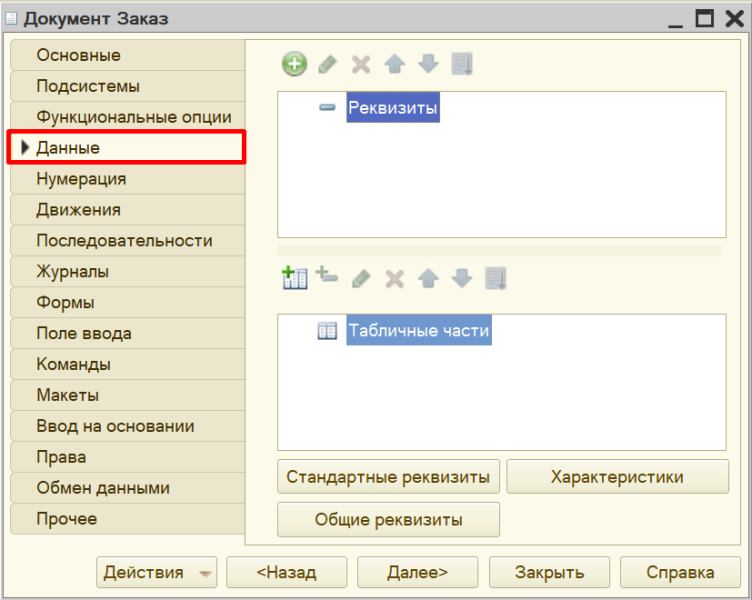 Документ Заказ
Основные
Подсистемы
Функциональные опции
Данные
Нумерация
Движения
Последовательности
Журналы
Формы
Поле ввода
Команды
Макеты
Ввод на основании
Права
Обмен данными
Прочее
Реквизиты
Табличные части
Стандартные реквизиты
Характеристики
Общие реквизиты
Действия
<Назад
Далее>
Закрыть
Справка